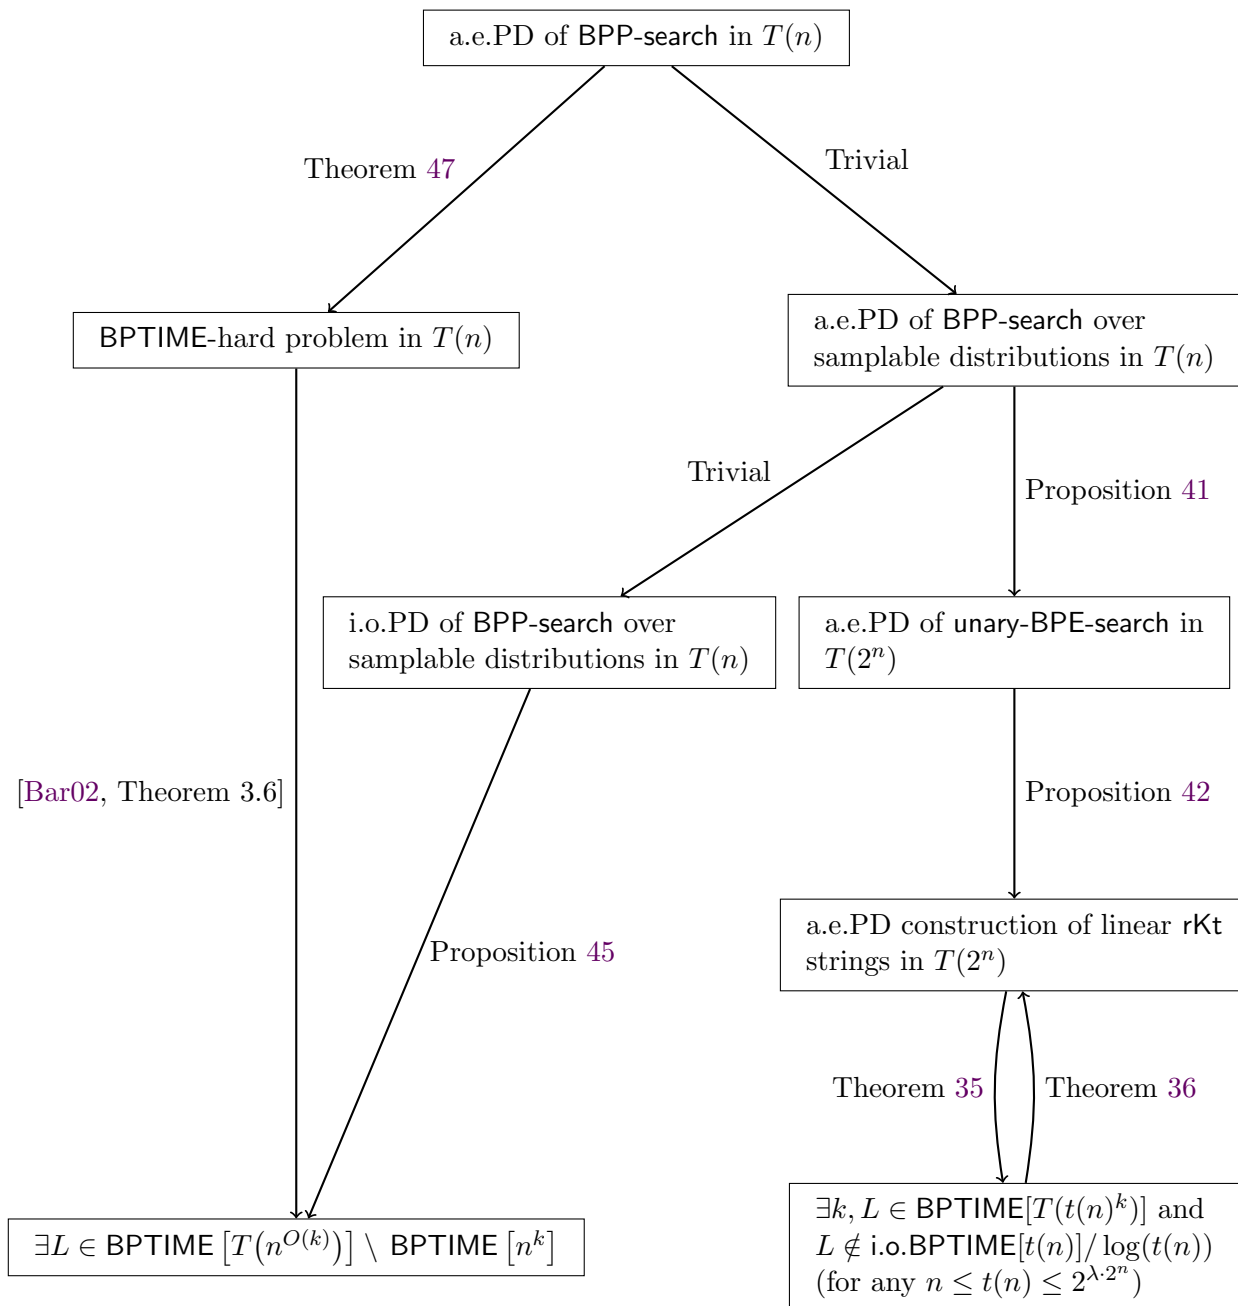 a.e.PD of BPP-search in T(n)
Theorem 47
Trivial
BPTIME-hard problem in T(n)
a.e.PD of BPP-search over
samplable distributions in T(n)
Trivial
Proposition 41
i.o.PD of BPP-search over
samplable distributions in T(n)
a.e.PD of unary-BPE-search in
T(2^n)
[Bar02, Theorem 3.6]
Proposition 42
a.e.PD construction of linear rKt
strings in T(2^n)
Proposition 45
Theorem 35
Theorem 36
∃L ∈ BPTIME [T(n^{O(k)})] \ BPTIME [n^k]
∃k, L ∈ BPTIME[T(t(n)^k)] and
L ∉ i.o.BPTIME[t(n)]/ log(t(n))
(for any n ≤ t(n) ≤ 2^{λ·2^n})